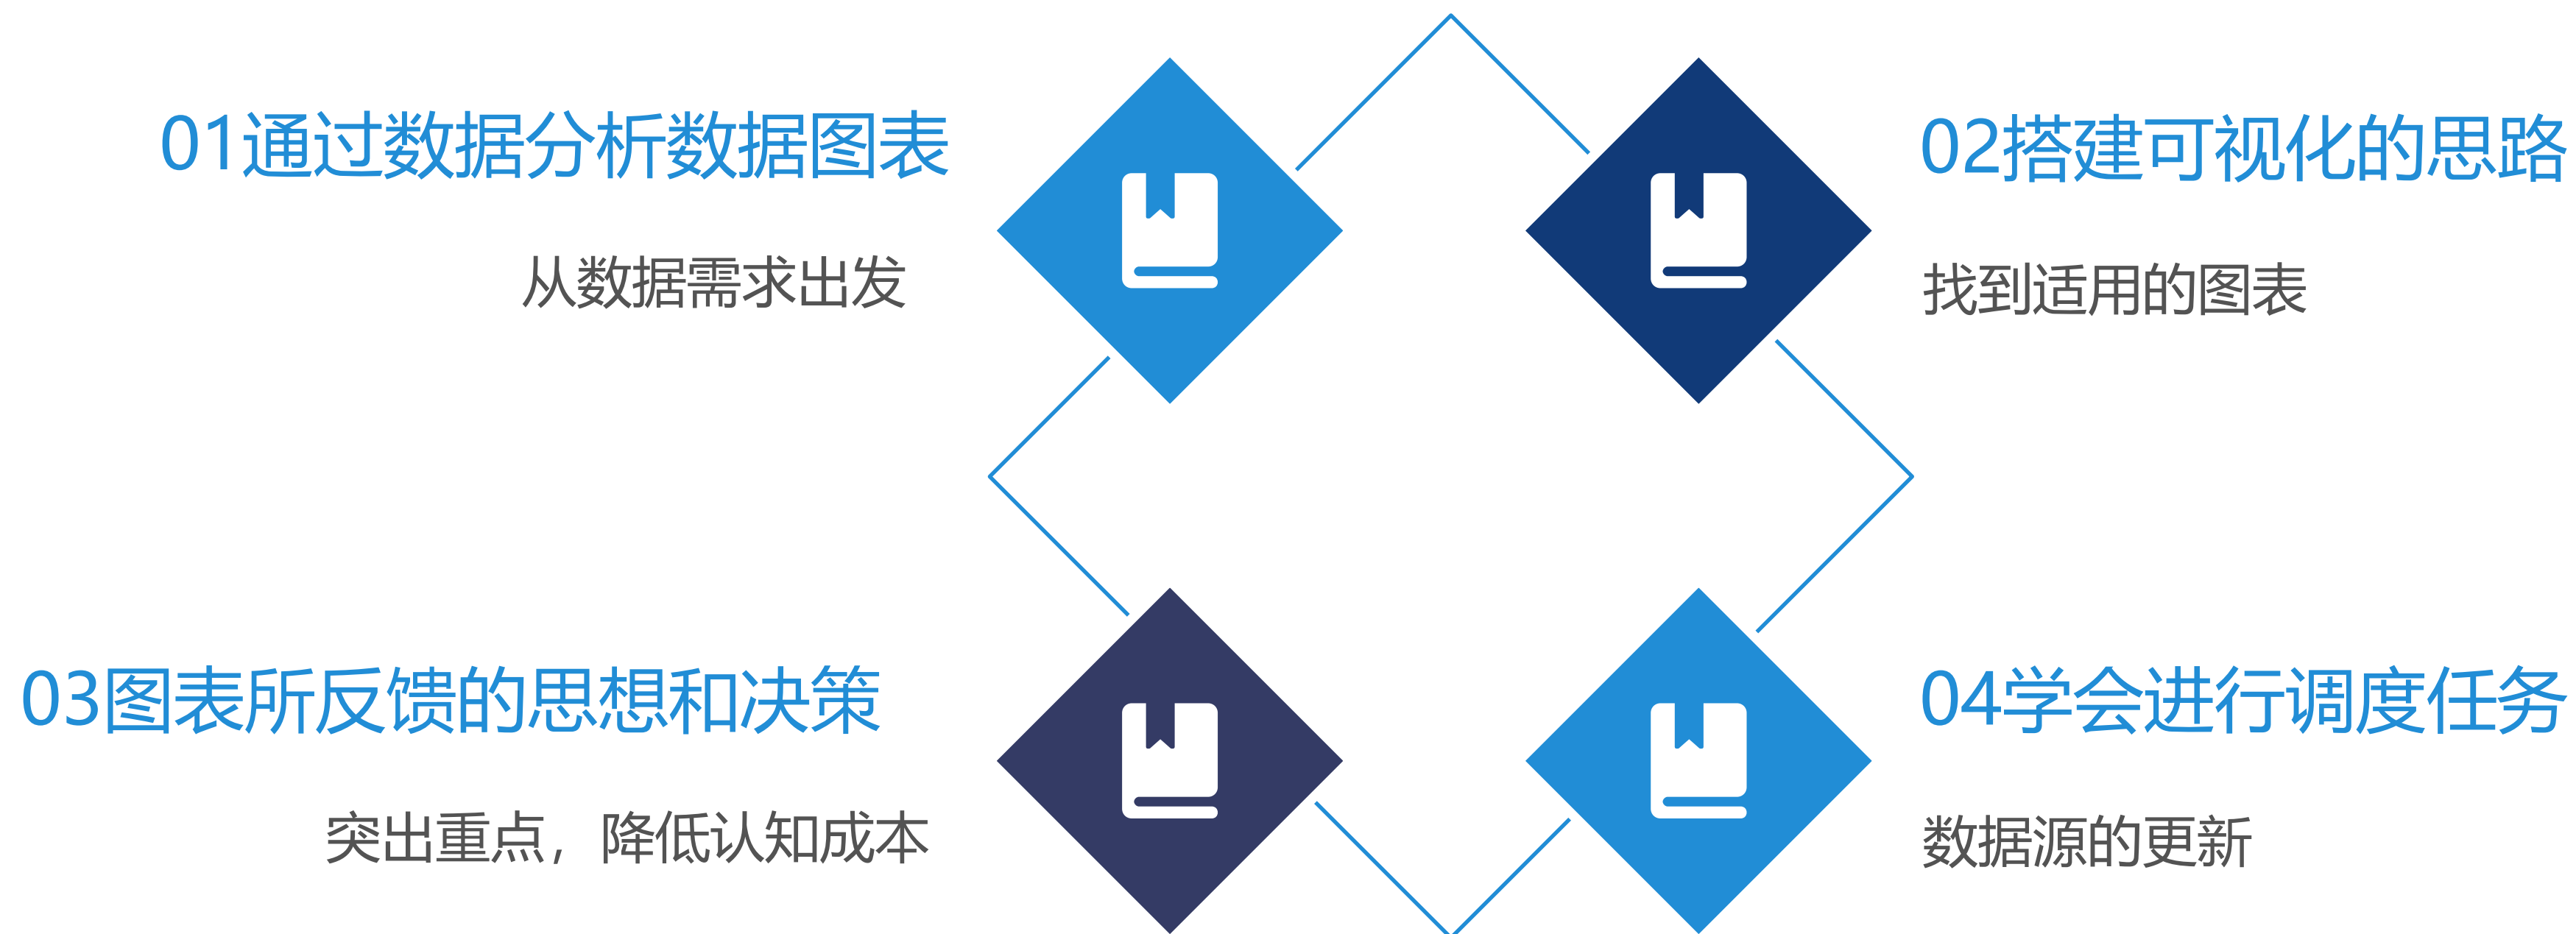 01通过数据分析数据图表
从数据需求出发
02搭建可视化的思路
找到适用的图表
03图表所反馈的思想和决策
突出重点，降低认知成本
04学会进行调度任务
数据源的更新